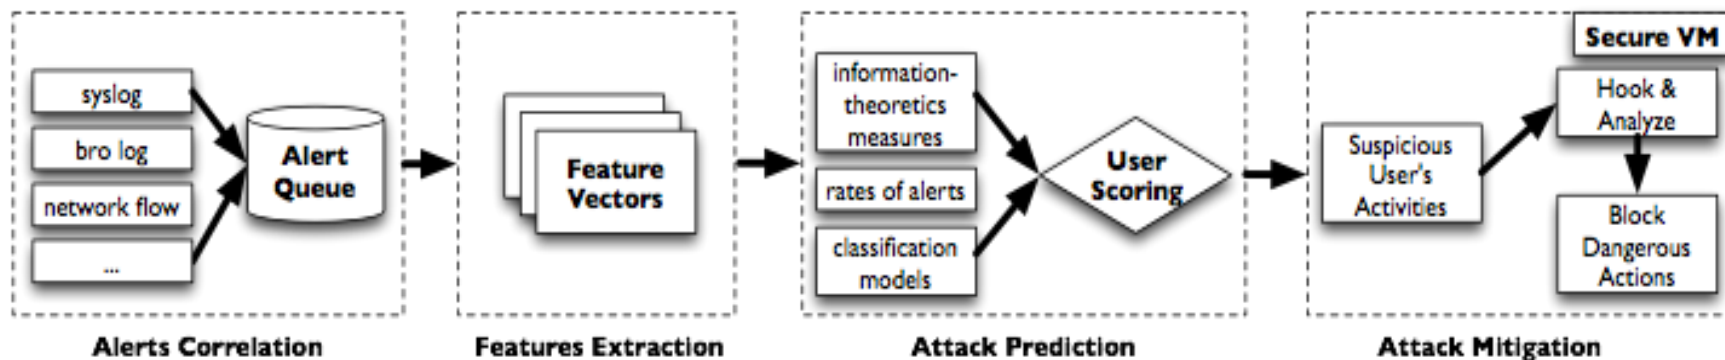 syslog
bro log
network flow
...
Alert
Queue
Alerts Correlation
Feature
Vectors
Features Extraction
information-
theoretics
measures
rates of alerts
classification
models
User
Scoring
Attack Prediction
Secure VM
Suspicious
User's
Activities
Hook &
Analyze
Block
Dangerous
Actions
Attack Mitigation